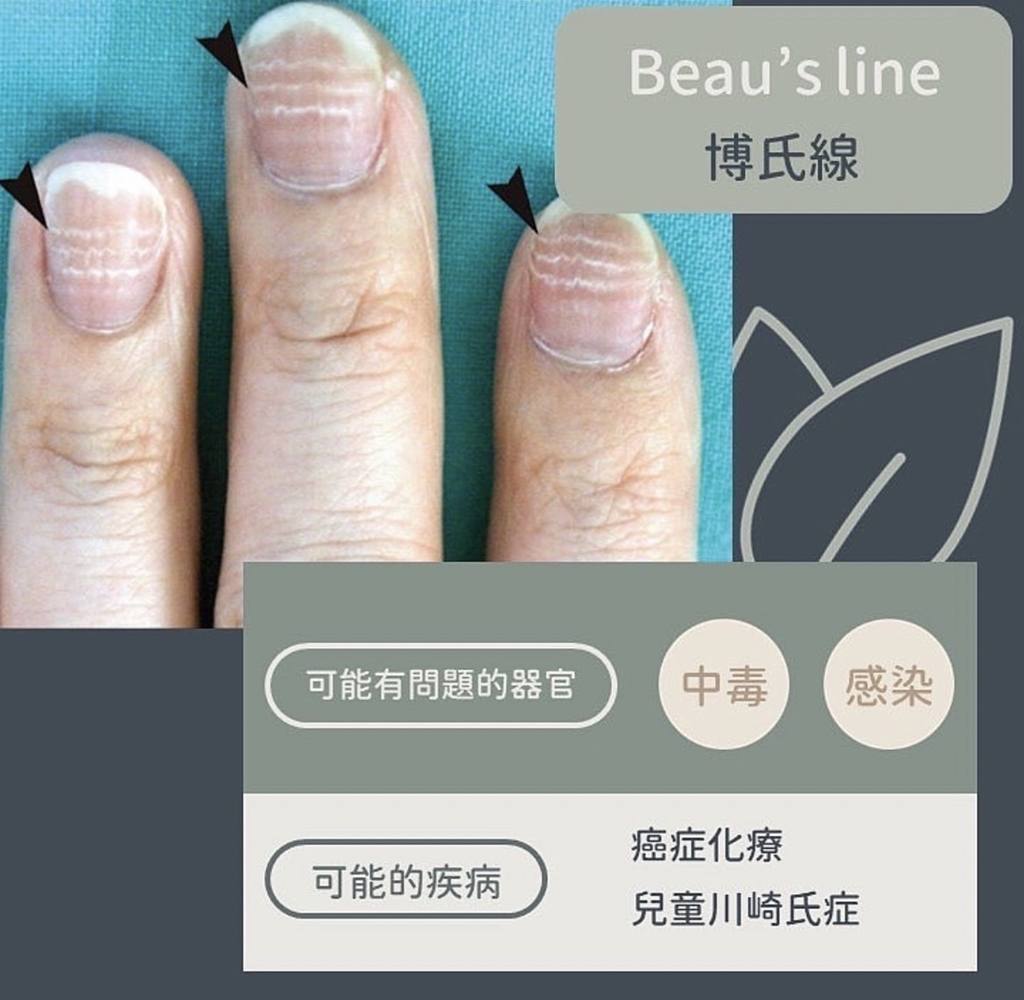 Beau’s line
博氏線
可能有問題的器官
中毒
感染
可能的疾病
癌症化療
兒童川崎氏症